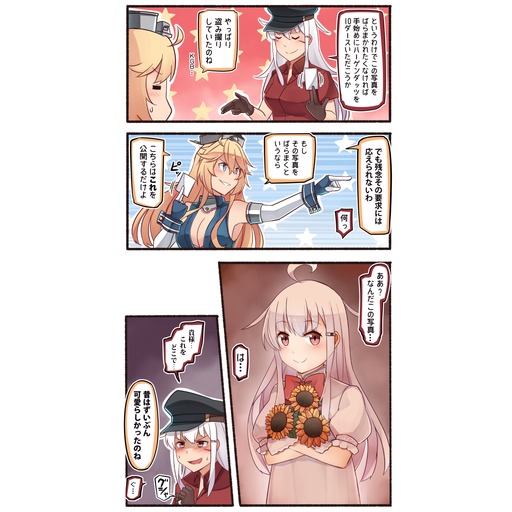 というわけでこの写真を
ばらまかれたくなければ
手始めにハーゲンダッツを
10ダースいただこうか
やっぱり
盗み撮り
していたのね
KGB…
もし
その写真を
ばらまくと
いうなら
でも残念その要求には
応えられないわ
こちらはこれを
公開するだけよ
ピッ
何っ
ああ？
なんだこの写真…
は…
貴様…
これを
どこで…
昔はずいぶん
可愛らしかったのね
グシャ
ぐ…